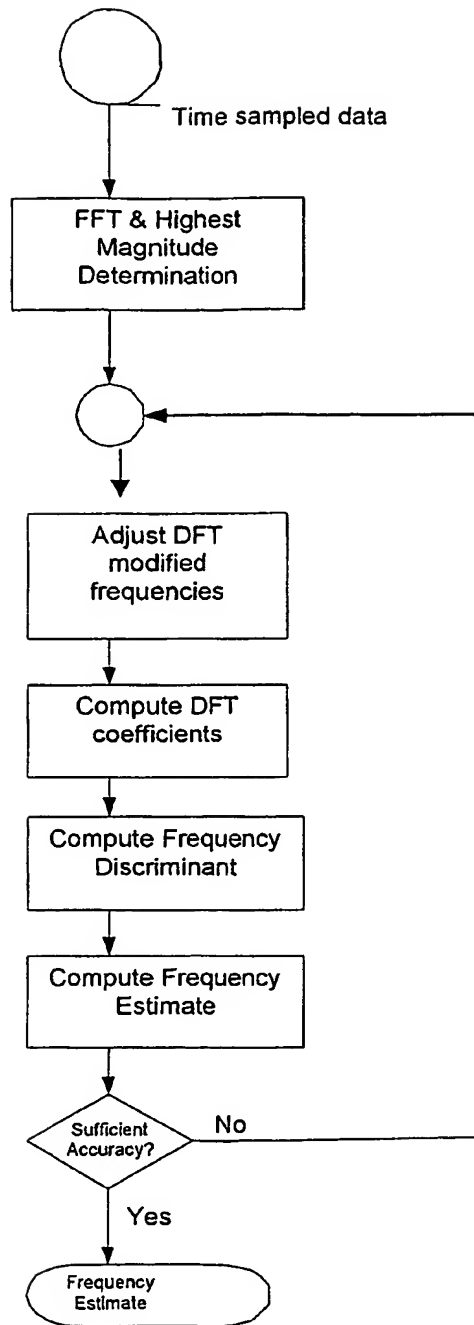 Time sampled data
FFT & Highest
Magnitude
Determination
Adjust DFT
modified
frequencies
Compute DFT
coefficients
Compute Frequency
Discriminant
Compute Frequency
Estimate
Sufficient
Accuracy?
No
Yes
Frequency
Estimate